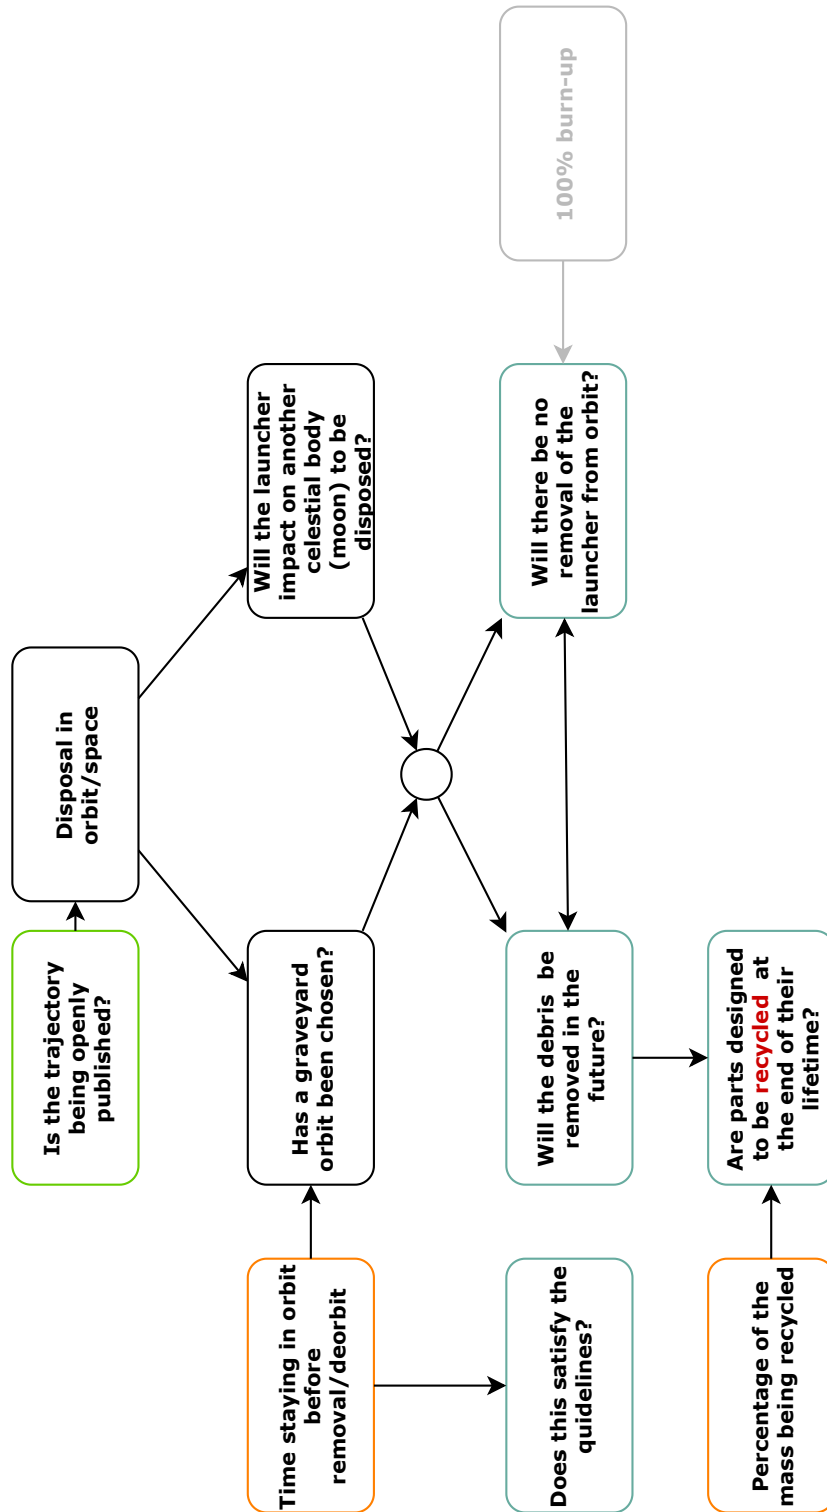 Is the trajectory
being openly
published?
Disposal in
orbit/space
Time staying in orbit
before
removal/deorbit
Has a graveyard
orbit been chosen?
Will the launcher
impact on another
celestial body
(moon) to be
disposed?
Does this satisfy the
quidelines?
Will the debris  be
removed in the
future?
Will there be no
removal of the
launcher from orbit?
100% burn-up
Percentage of the
mass being recycled
Are parts designed
to be recycled at
the end of their
lifetime?